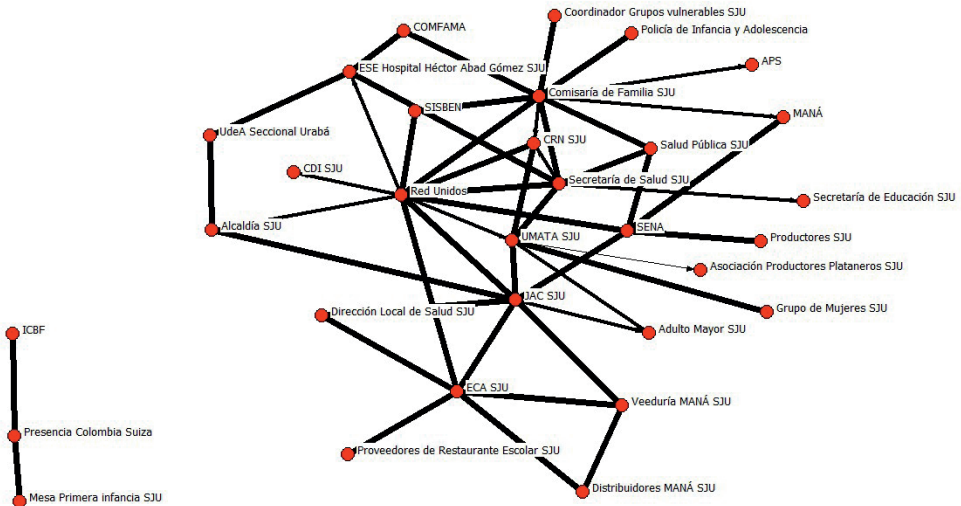 Coordinador Grupos vulnerables SJU
COMFAMA
Policía de Infancia y Adolescencia
APS
ESE Hospital Héctor Abad Gómez SJU
Comisaría de Familia SJU
SISBEN
MANÁ
UdeA Seccional Urabá
CRN SJU
Salud Pública SJU
CDI SJU
Secretaría de Salud SJU
Red Unidos
Secretaría de Educación SJU
Alcaldía SJU
SENA
UMATA SJU
Productores SJU
Asociación Productores Plataneros SJU
JAC SJU
Grupo de Mujeres SJU
Dirección Local de Salud SJU
Adulto Mayor SJU
ICBF
ECA SJU
Veeduría MANÁ SJU
Presencia Colombia Suiza
Proveedores de Restaurante Escolar SJU
Distribuidores MANÁ SJU
Mesa Primera infancia SJU